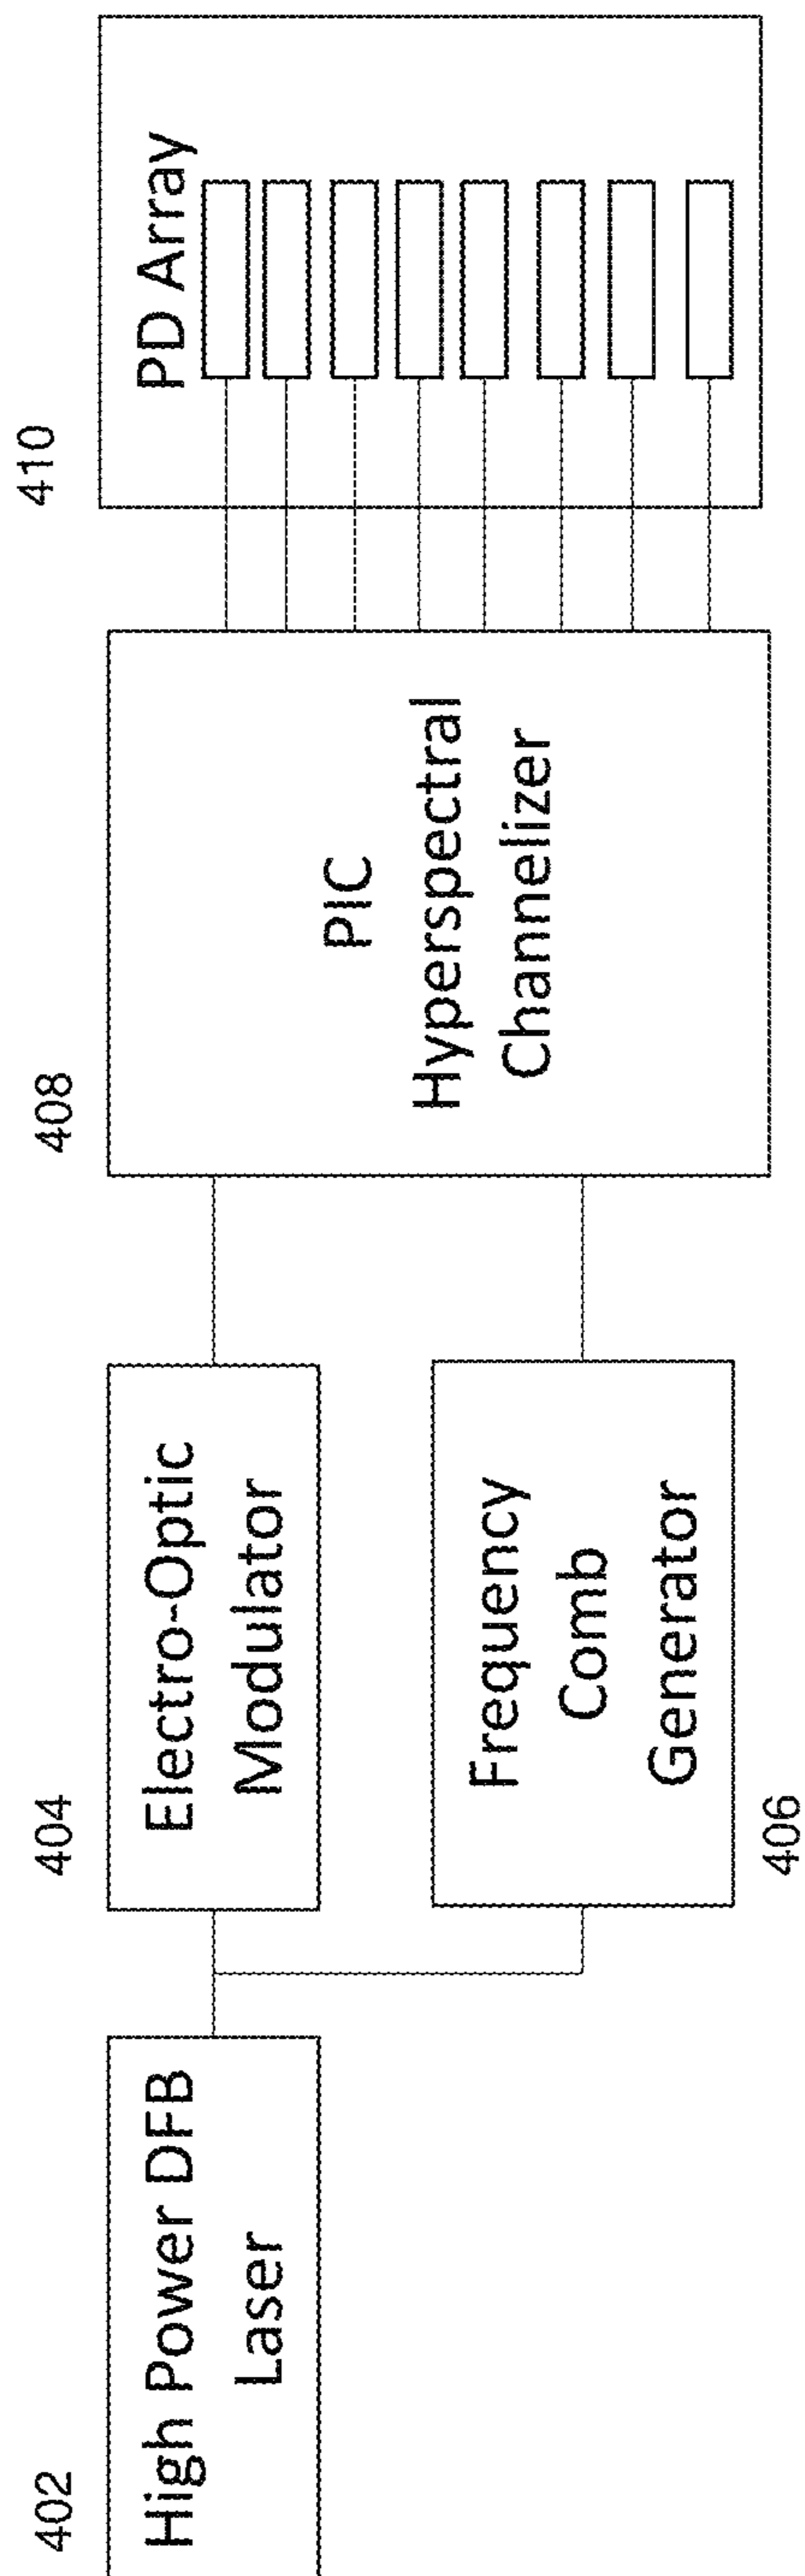 402
High Power DFB
Laser
404
Electro-Optic
Modulator
Frequency
Comb
Generator
406
408
PIC
Hyperspectral
Channelizer
410
PD Array